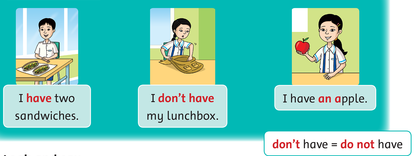 I have two
sandwiches.
I don't have
my lunchbox.
I have an apple.
don't have = do not have